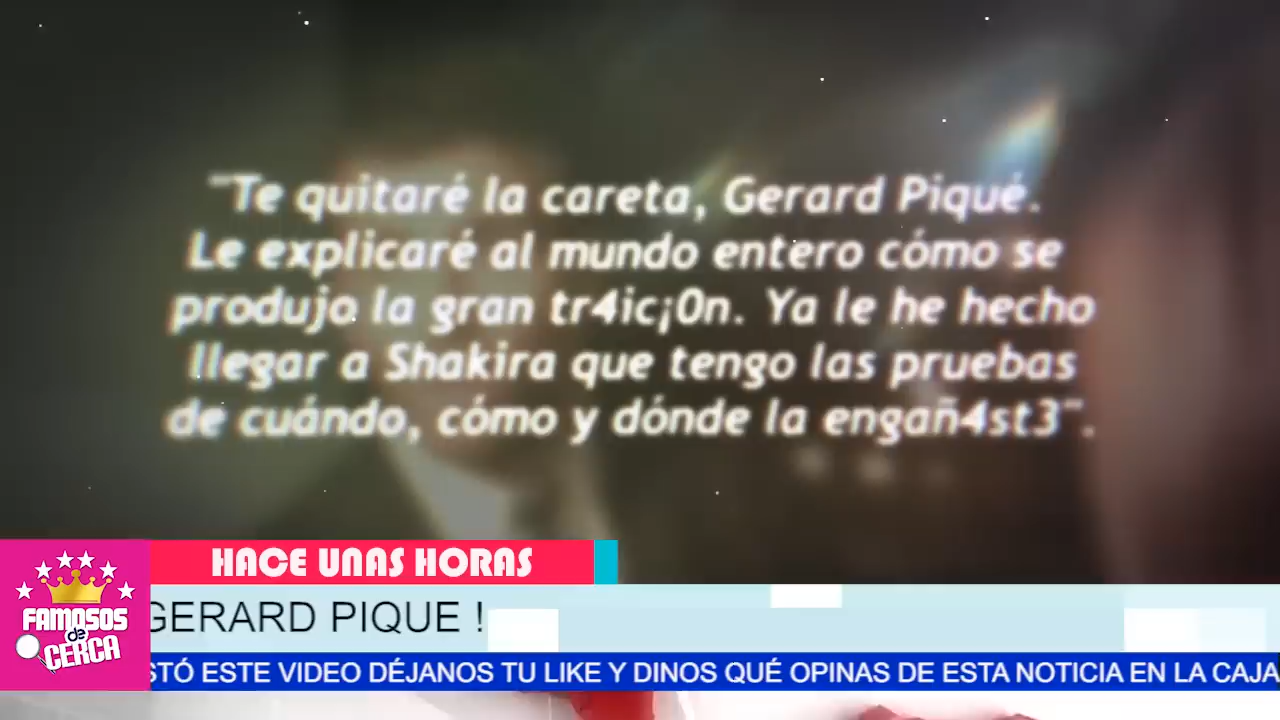 "Te quitaré la careta, Gerard Piqué.
Le explicaré al mundo entero cómo se
produjo la gran tr4ic¡0n. Ya le he hecho
llegar a Shakira que tengo las pruebas
de cuándo, cómo y dónde la engañ4st3".
HACE UNAS HORAS
GERARD PIQUE !
FAMOSOS
de
CERCA
STÓ ESTE VIDEO DÉJANOS TU LIKE Y DINOS QUÉ OPINAS DE ESTA NOTICIA EN LA CAJA